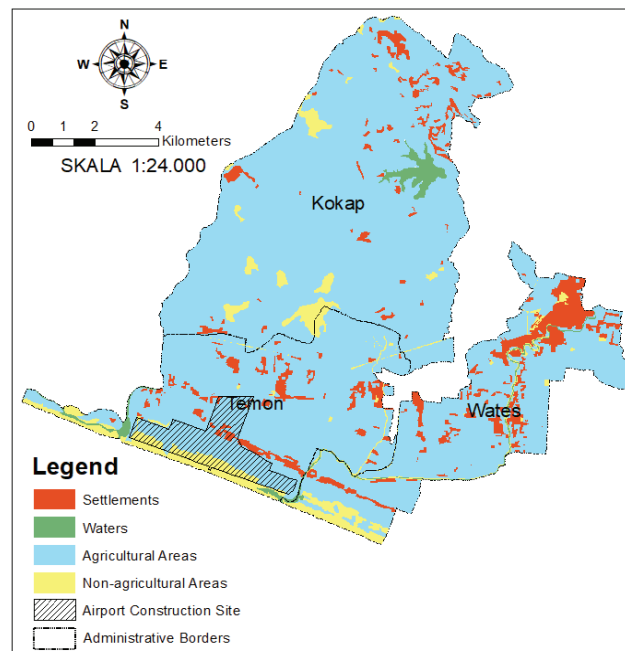 N
W E
S
0 1 2 4
Kilometers
SKALA 1:24.000
Kokap
Temon
Wates
Legend
Settlements
Waters
Agricultural Areas
Non-agricultural Areas
Airport Construction Site
Administrative Borders